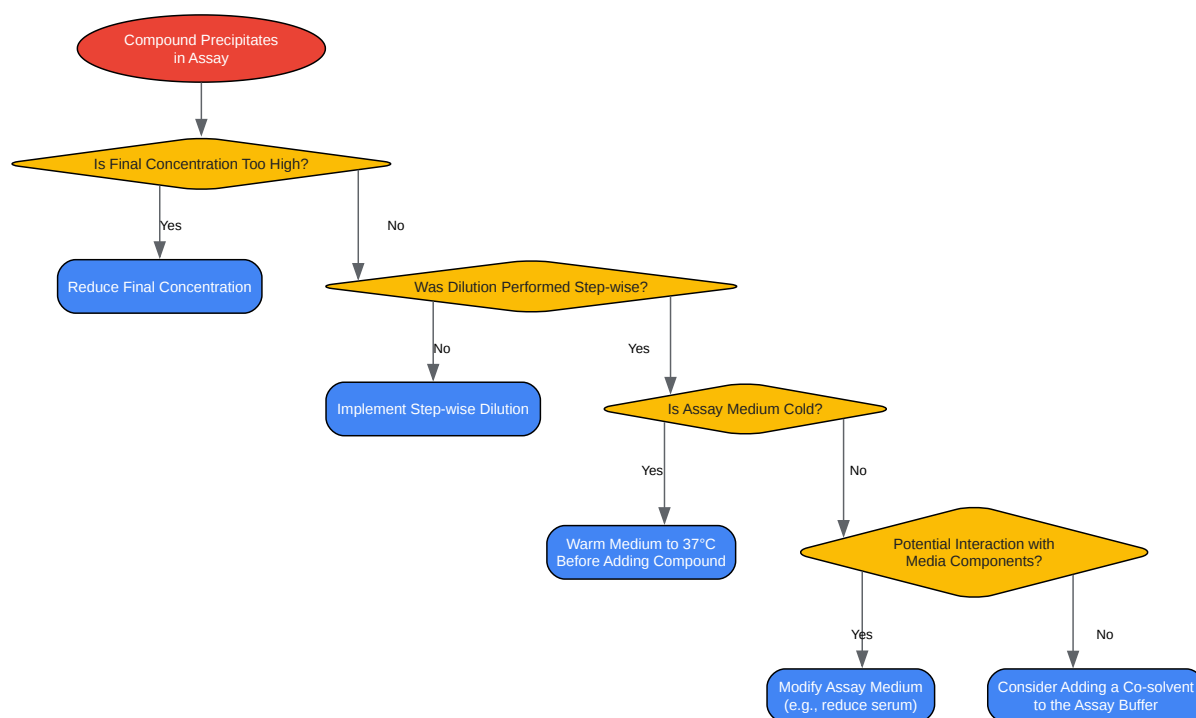 Compound Precipitates
in Assay
Is Final Concentration Too High?
Yes
No
Reduce Final Concentration
Was Dilution Performed Step-wise?
No
Yes
Implement Step-wise Dilution
Is Assay Medium Cold?
Yes
No
Warm Medium to 37°C
Before Adding Compound
Potential Interaction with
Media Components?
Yes
No
Modify Assay Medium
(e.g., reduce serum)
Consider Adding a Co-solvent
to the Assay Buffer